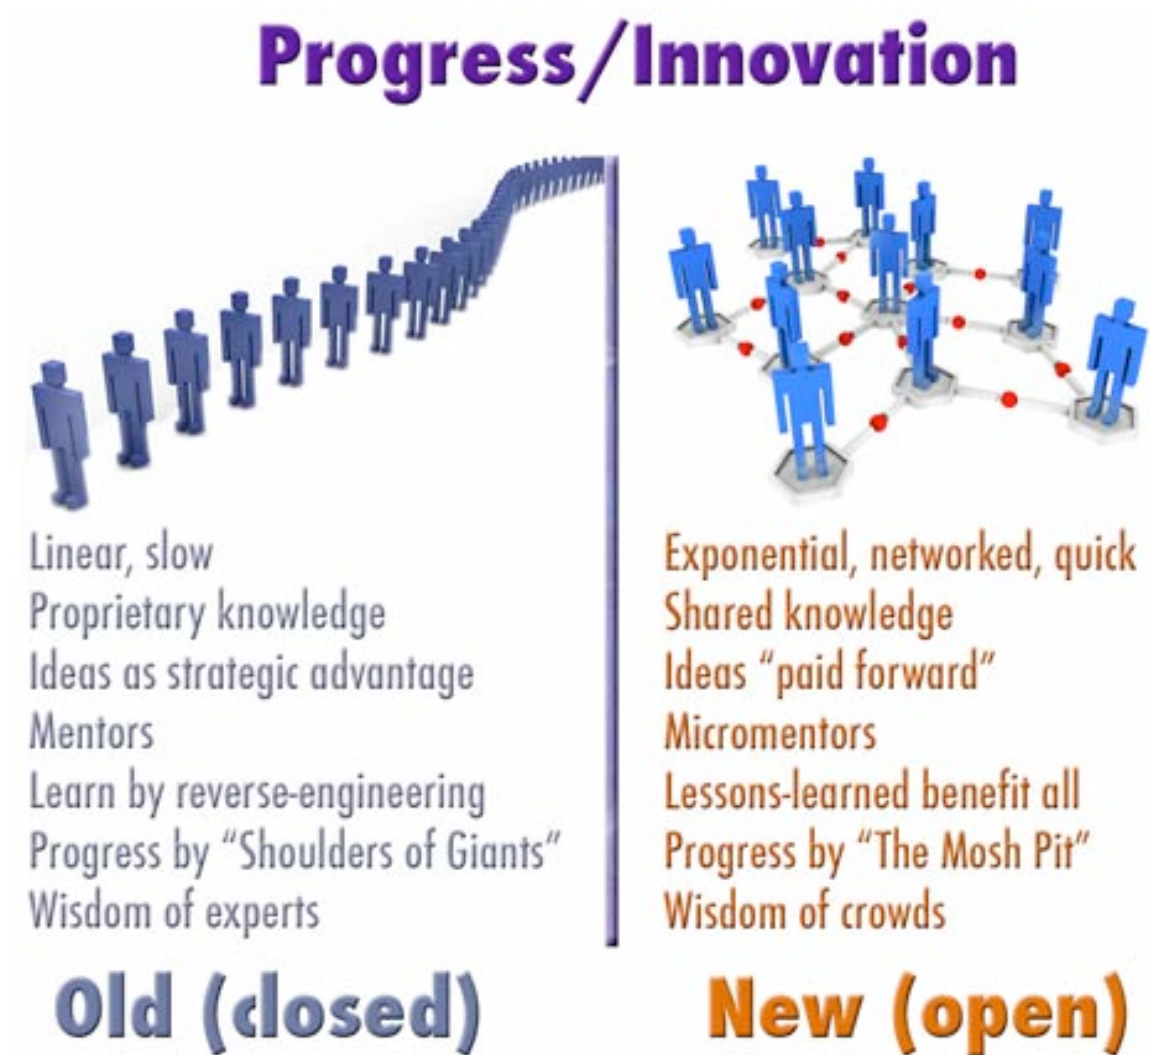 Progress/Innovation
Linear, slow
Proprietary knowledge
Ideas as strategic advantage
Mentors
Learn by reverse-engineering
Progress by “Shoulders of Giants”
Wisdom of experts
Old (closed)
Exponential, networked, quick
Shared knowledge
Ideas “paid forward”
Micromentors
Lessons-learned benefit all
Progress by “The Mosh Pit”
Wisdom of crowds
New (open)